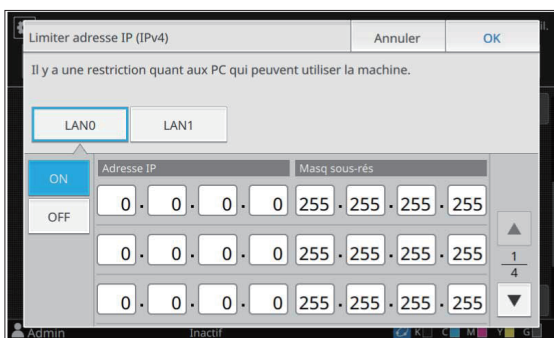 Limiter adresse IP (IPv4)
Annuler
OK
Il y a une restriction quant aux PC qui peuvent utiliser la machine.
LAN0
LAN1
ON
OFF
Adresse IP
Masq sous-rés
0. 0. 0. 0 255. 255. 255. 255
0. 0. 0. 0 255. 255. 255. 255
0. 0. 0. 0 255. 255. 255. 255
1
4
Admin
Inactif
K C M Y G